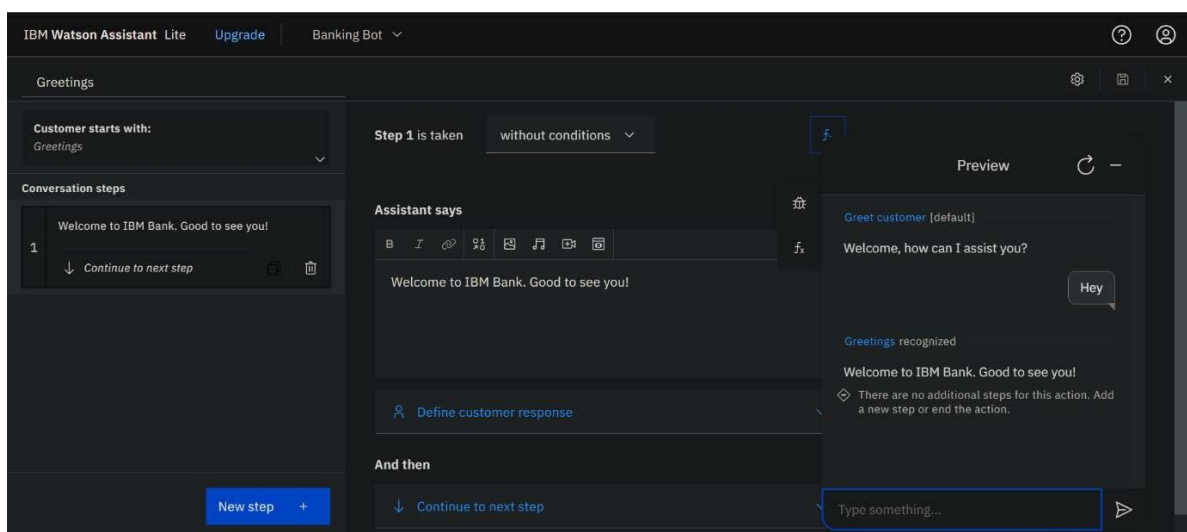 IBM Watson Assistant Lite Upgrade Banking Bot
Greetings
Customer starts with:
Greetings
Conversation steps
1
Welcome to IBM Bank. Good to see you!
Continue to next step
New step +
Step 1 is taken without conditions
Assistant says
B I
Welcome to IBM Bank. Good to see you!
Define customer response
And then
Continue to next step
fx
Preview
Greet customer [default]
Welcome, how can I assist you?
Hey
Greetings recognized
Welcome to IBM Bank. Good to see you!
There are no additional steps for this action. Add
a new step or end the action.
Type something...